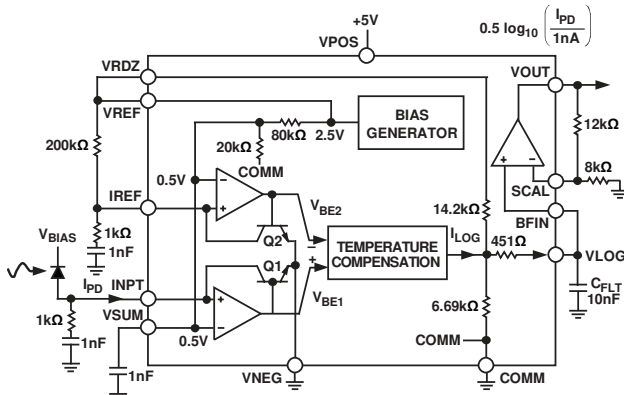 +5V
0.5 log10 (IPD / 1nA)
VPOS
VRDZ
VOUT
VREF
BIAS
GENERATOR
80kΩ
2.5V
20kΩ
COMM
200kΩ
12kΩ
8kΩ
SCAL
0.5V
IREF
BFIN
14.2kΩ
VBE2
1kΩ
1nF
VBIAS
Q2
TEMPERATURE
COMPENSATION
ILOG
451Ω
VLOG
Q1
IPD
INPT
VBE1
CFLT
10nF
VSUM
1kΩ
0.5V
6.69kΩ
1nF
COMM
1nF
VNEG
COMM